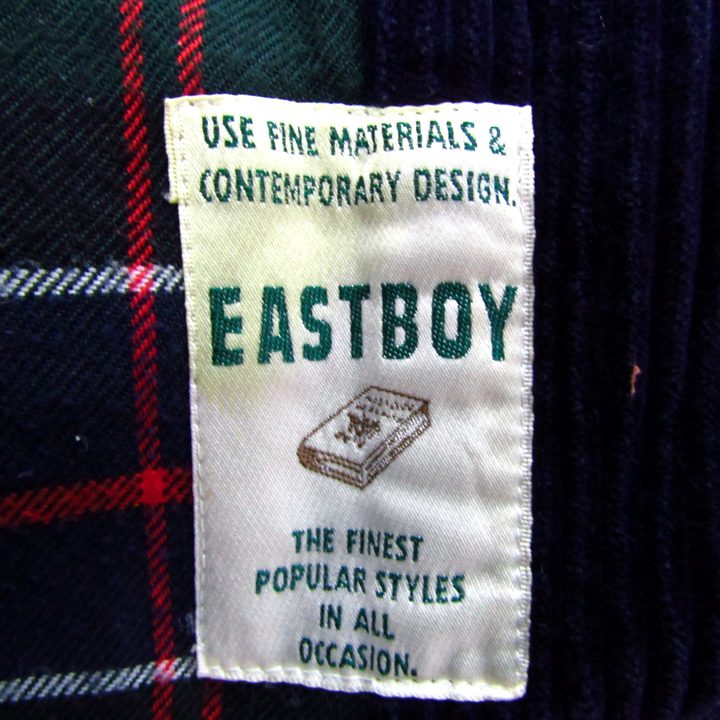 USE FINE MATERIALS &
CONTEMPORARY DESIGN.
EASTBOY
THE FINEST
POPULAR STYLES
IN ALL
OCCASION.